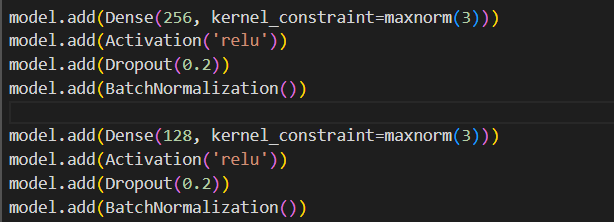 model.add(Dense(256, kernel_constraint=maxnorm(3)))
model.add(Activation('relu'))
model.add(Dropout(0.2))
model.add(BatchNormalization())
model.add(Dense(128, kernel_constraint=maxnorm(3)))
model.add(Activation('relu'))
model.add(Dropout(0.2))
model.add(BatchNormalization())